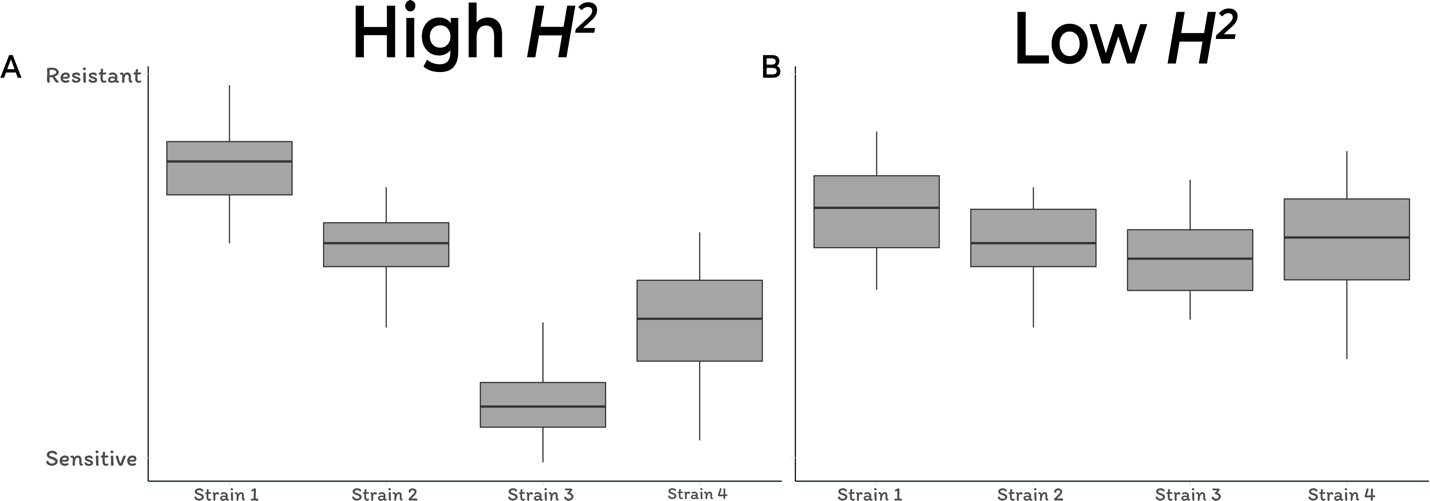 High H²
Low H²
A
Resistant
B
Sensitive
Strain 1
Strain 2
Strain 3
Strain 4
Strain 1
Strain 2
Strain 3
Strain 4